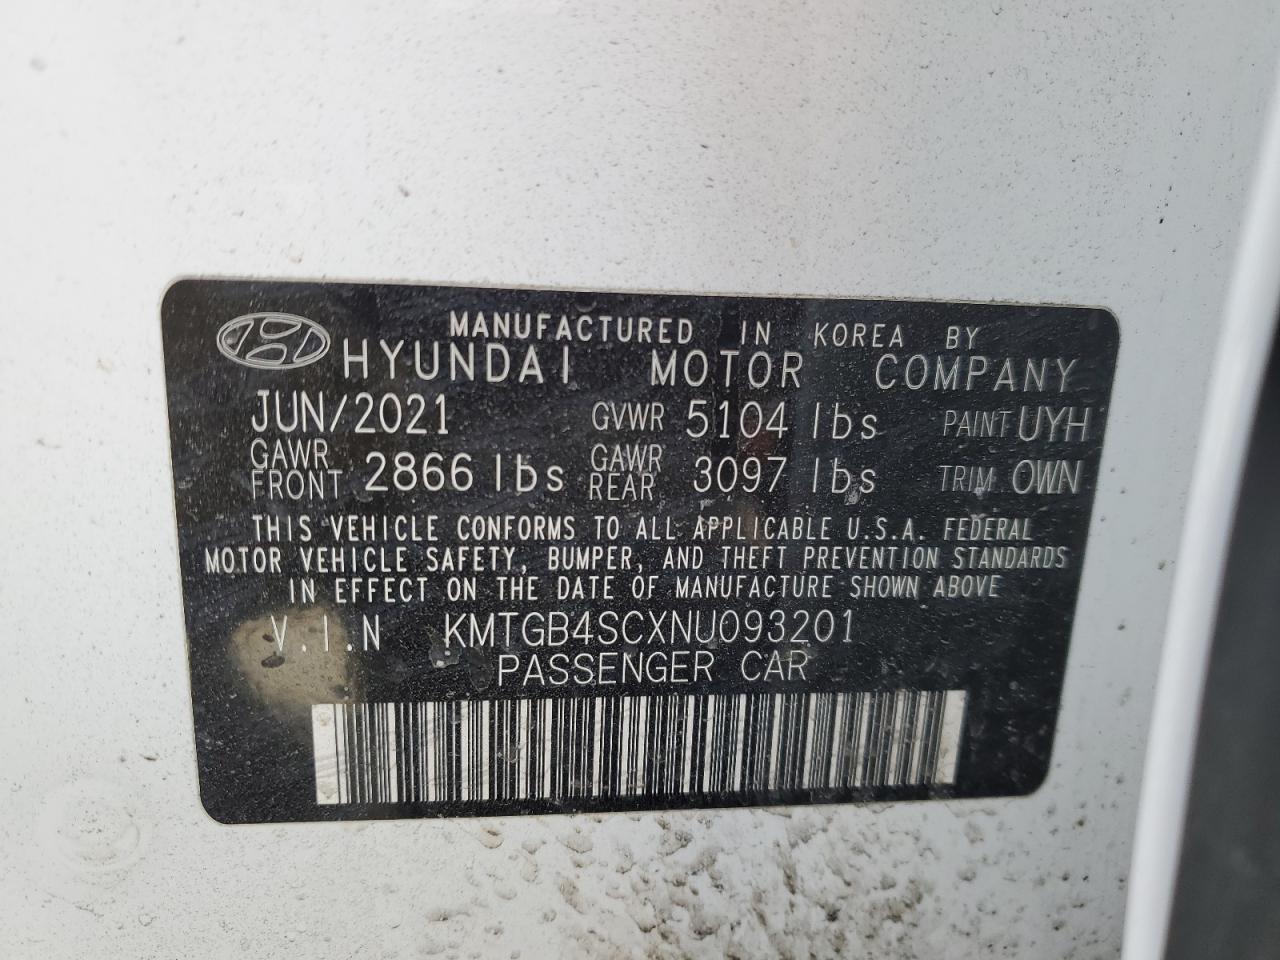 MANUFACTURED IN KOREA BY
HYUNDAI MOTOR COMPANY
JUN/2021 GVWR 5104 lbs PAINT UYH
GAWR FRONT 2866 lbs GAWR REAR 3097 lbs TRIM OWN
THIS VEHICLE CONFORMS TO ALL APPLICABLE U.S.A. FEDERAL
MOTOR VEHICLE SAFETY, BUMPER, AND THEFT PREVENTION STANDARDS
IN EFFECT ON THE DATE OF MANUFACTURE SHOWN ABOVE
V.I.N KMTGB4SCXNU093201
PASSENGER CAR